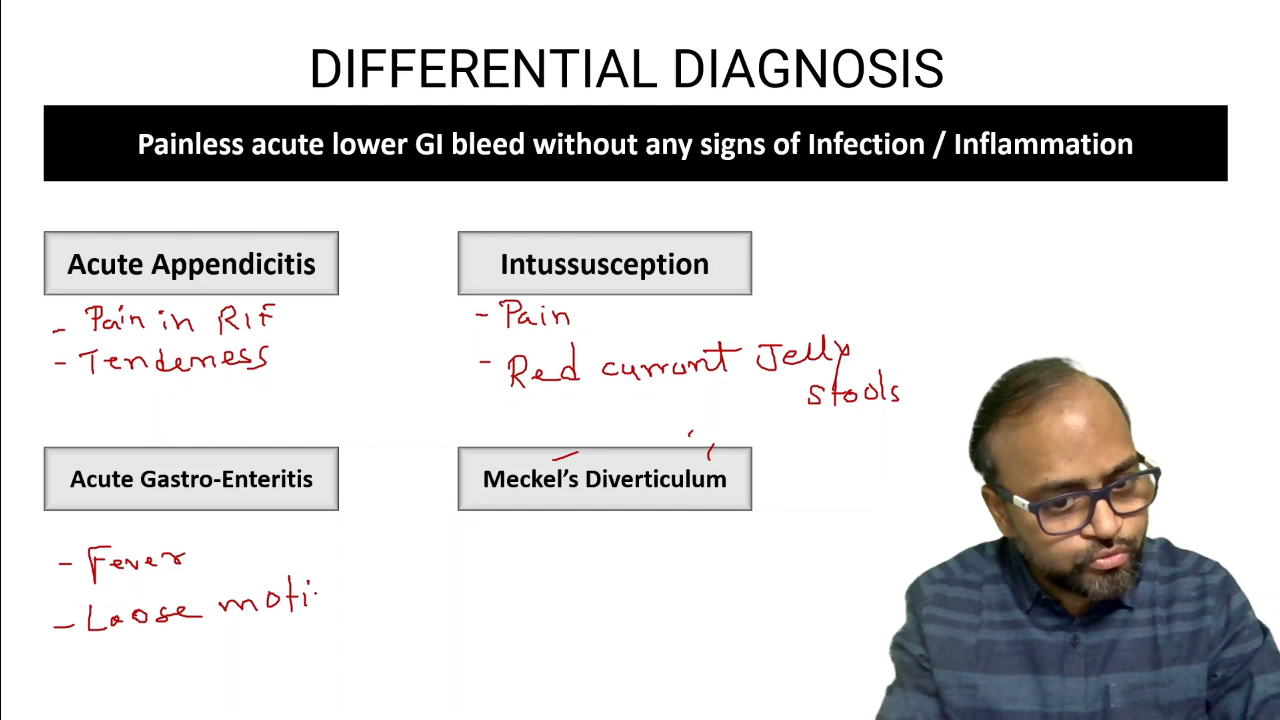 DIFFERENTIAL DIAGNOSIS
Painless acute lower GI bleed without any signs of Infection / Inflammation
Acute Appendicitis
- Pain in RIF
- Tenderness
Intussusception
- Pain
- Red currant Jelly
stools
Acute Gastro-Enteritis
- Fever
- Loose moti
Meckel's Diverticulum